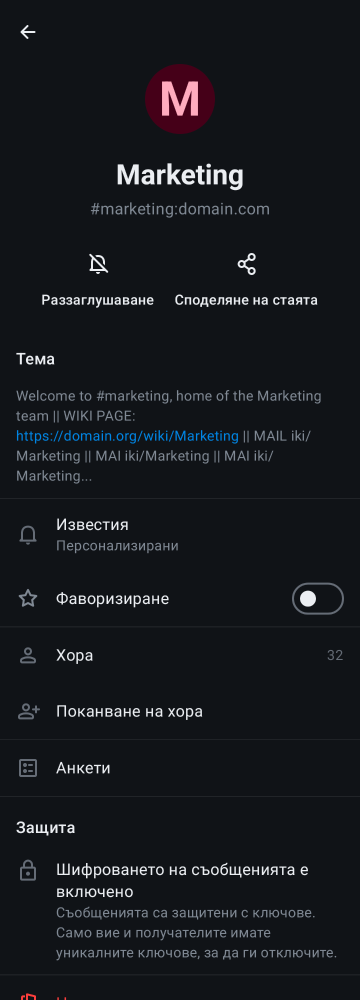 M
Marketing
#marketing:domain.com
Раззаглушаване
Споделяне на стаята
Тема
Welcome to #marketing, home of the Marketing
team || WIKI PAGE:
https://domain.org/wiki/Marketing || MAIL iki/
Marketing || MAI iki/Marketing || MAI iki/
Marketing...
Известия
Персонализирани
Фаворизиране
Хора
32
Поканване на хора
Анкети
Защита
Шифроването на съобщенията е
включено
Съобщенията са защитени с ключове.
Само вие и получателите имате
уникалните ключове, за да ги отключите.